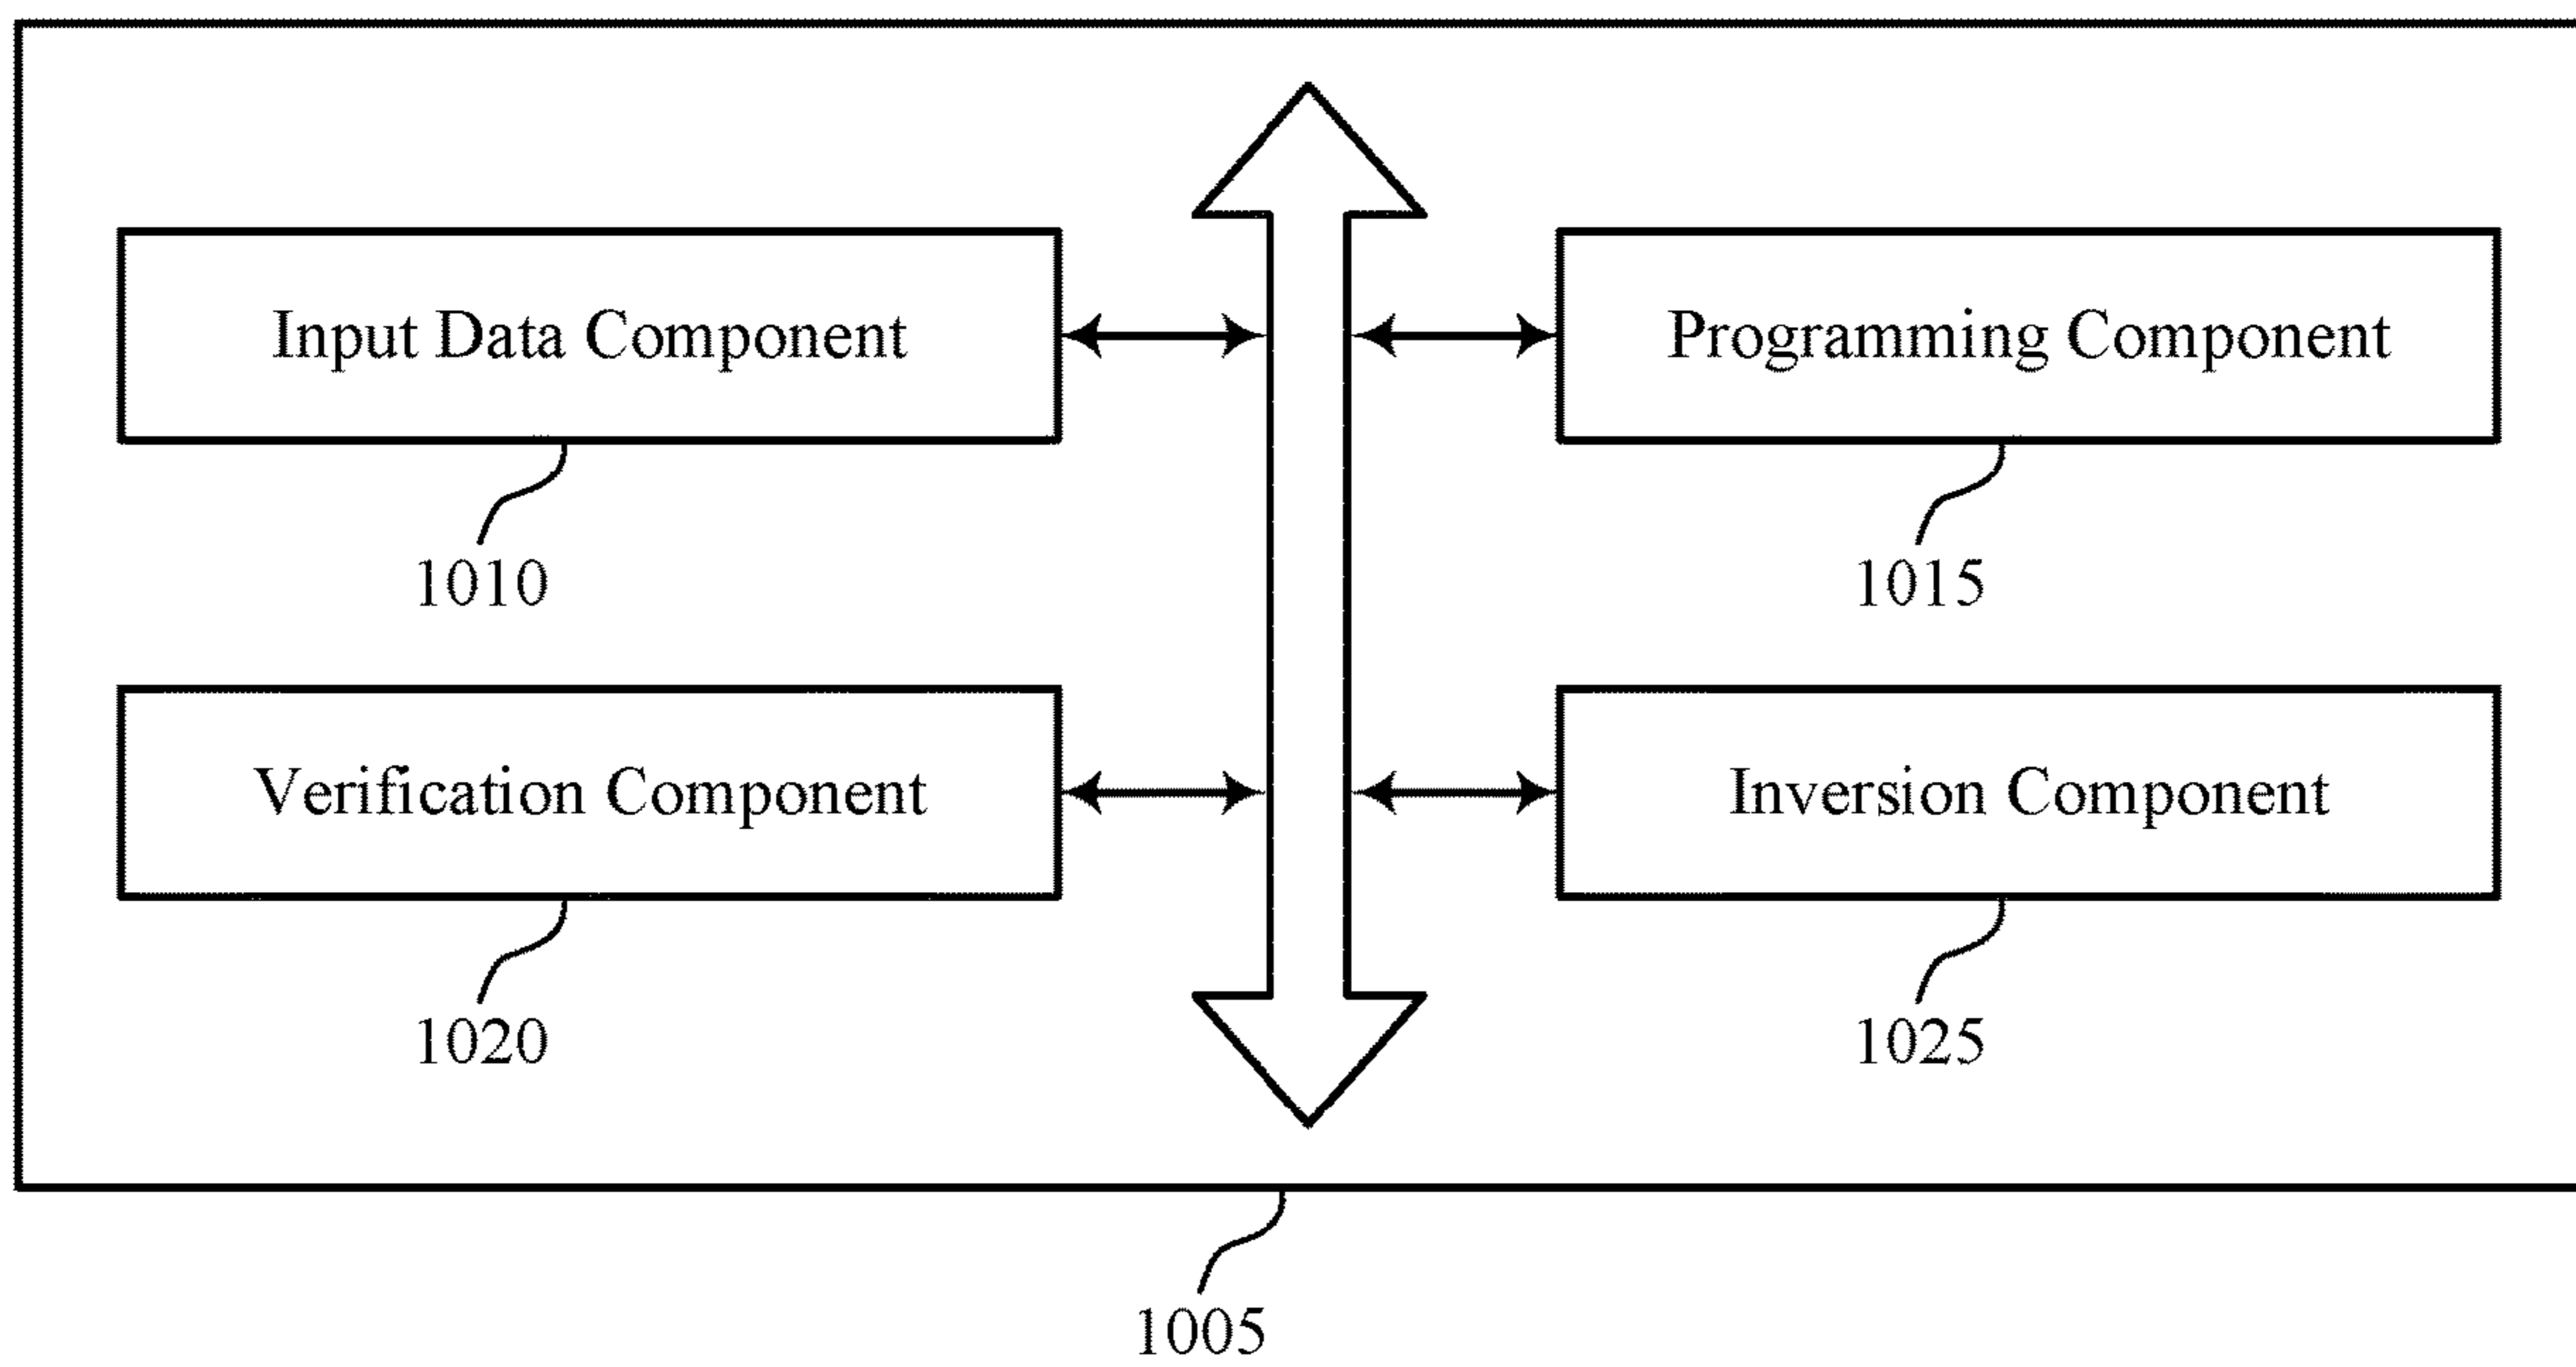 Input Data Component
Programming Component
1010
1015
Verification Component
Inversion Component
1020
1025
1005